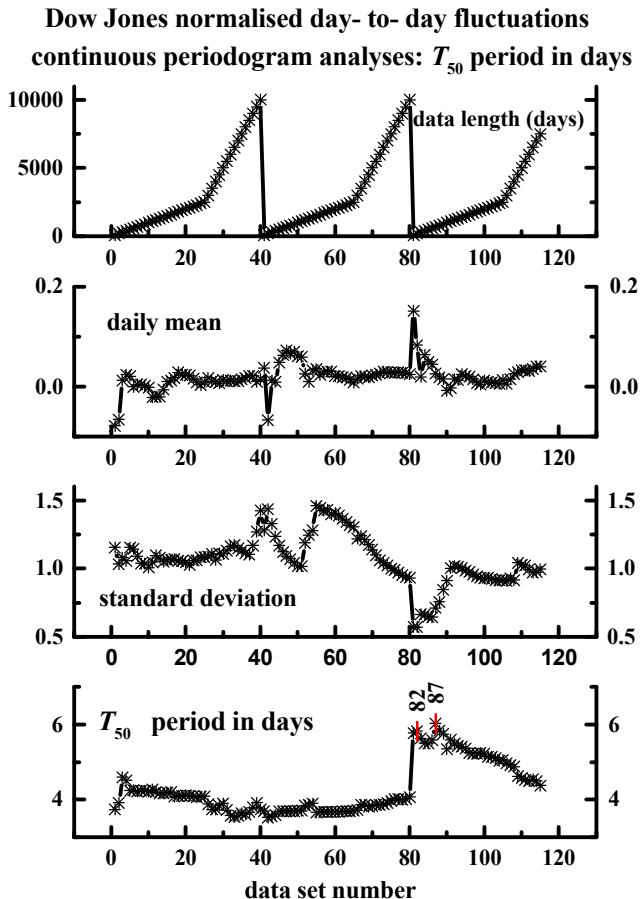 Dow Jones normalised day- to- day fluctuations
continuous periodogram analyses: T50 period in days
10000
5000
0
data length (days)
0 20 40 60 80 100 120
0.2
0.0
daily mean
0.2
0.0
0 20 40 60 80 100 120
1.5
1.0
0.5
standard deviation
1.5
1.0
0.5
0 20 40 60 80 100 120
T50 period in days
82
87
6
4
6
4
0 20 40 60 80 100 120
data set number